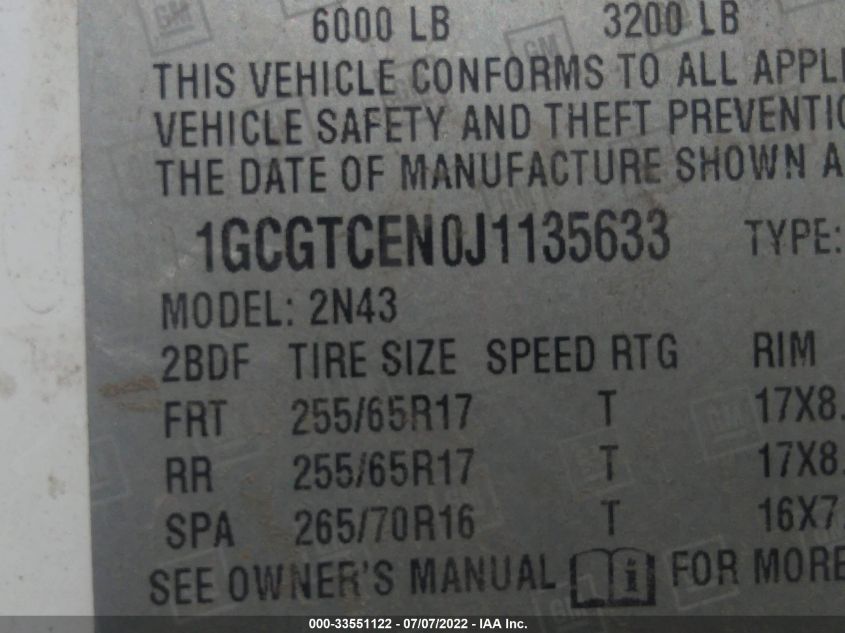 6000 LB 3200 LB
THIS VEHICLE CONFORMS TO ALL APPLI
VEHICLE SAFETY AND THEFT PREVENTIO
THE DATE OF MANUFACTURE SHOWN A
1GCGTCEN0J1135633 TYPE:
MODEL: 2N43
2BDF TIRE SIZE SPEED RTG RIM
FRT 255/65R17 T 17X8.
RR 255/65R17 T 17X8.
SPA 265/70R16 T 16X7.
SEE OWNER'S MANUAL i FOR MORE
000-33551122 - 07/07/2022 - IAA Inc.